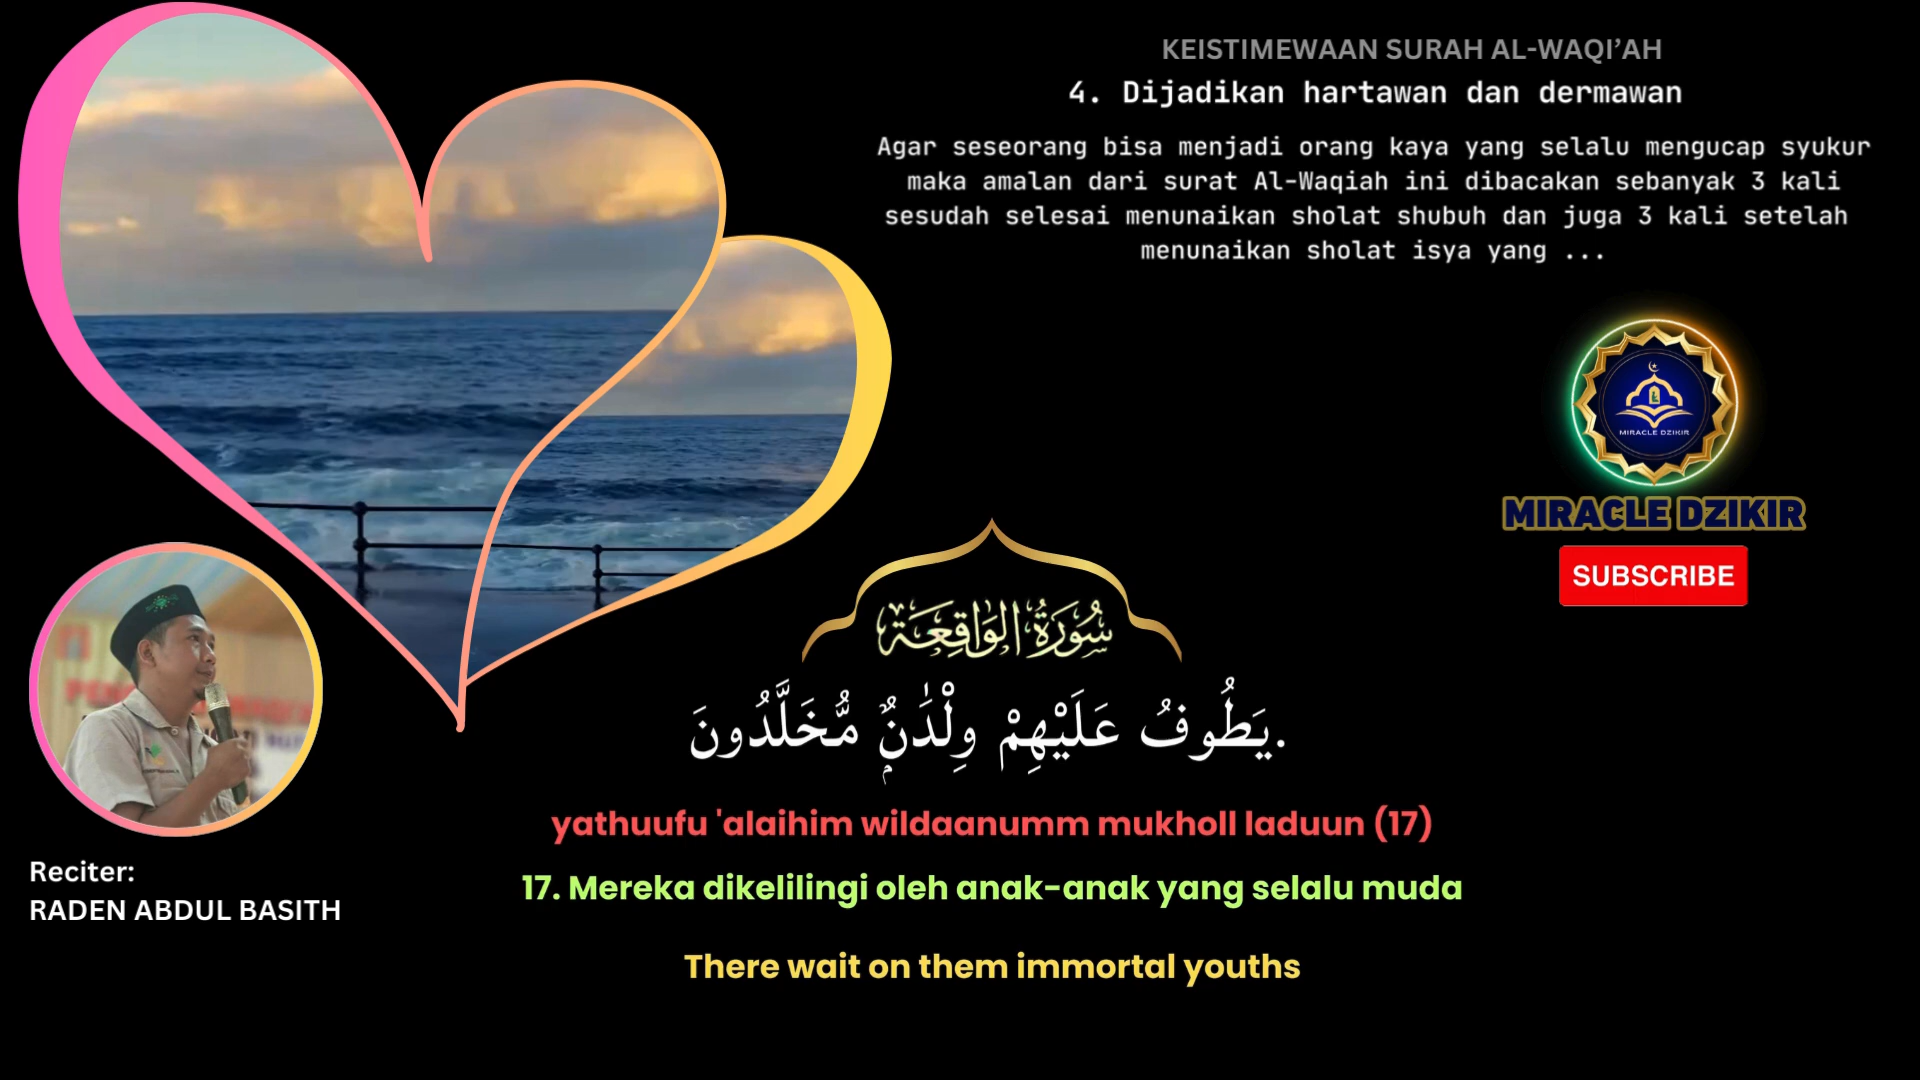 KEISTIMEWAAN SURAH AL-WAQI’AH
4. Dijadikan hartawan dan dermawan
Agar seseorang bisa menjadi orang kaya yang selalu mengucap syukur
maka amalan dari surat Al-Waqiah ini dibacakan sebanyak 3 kali
sesudah selesai menunaikan sholat shubuh dan juga 3 kali setelah
menunaikan sholat isya yang ...
MIRACLE DZIKIR
MIRACLE DZIKIR
SUBSCRIBE
سُورَةُ الوَاقِعَة
يَطُوفُ عَلَيْهِمْ وِلْدَٰنٌۭ مُّخَلَّدُونَ.
yathuufu 'alaihim wildaanumm mukholl laduun (17)
17. Mereka dikelilingi oleh anak-anak yang selalu muda
There wait on them immortal youths
Reciter:
RADEN ABDUL BASITH